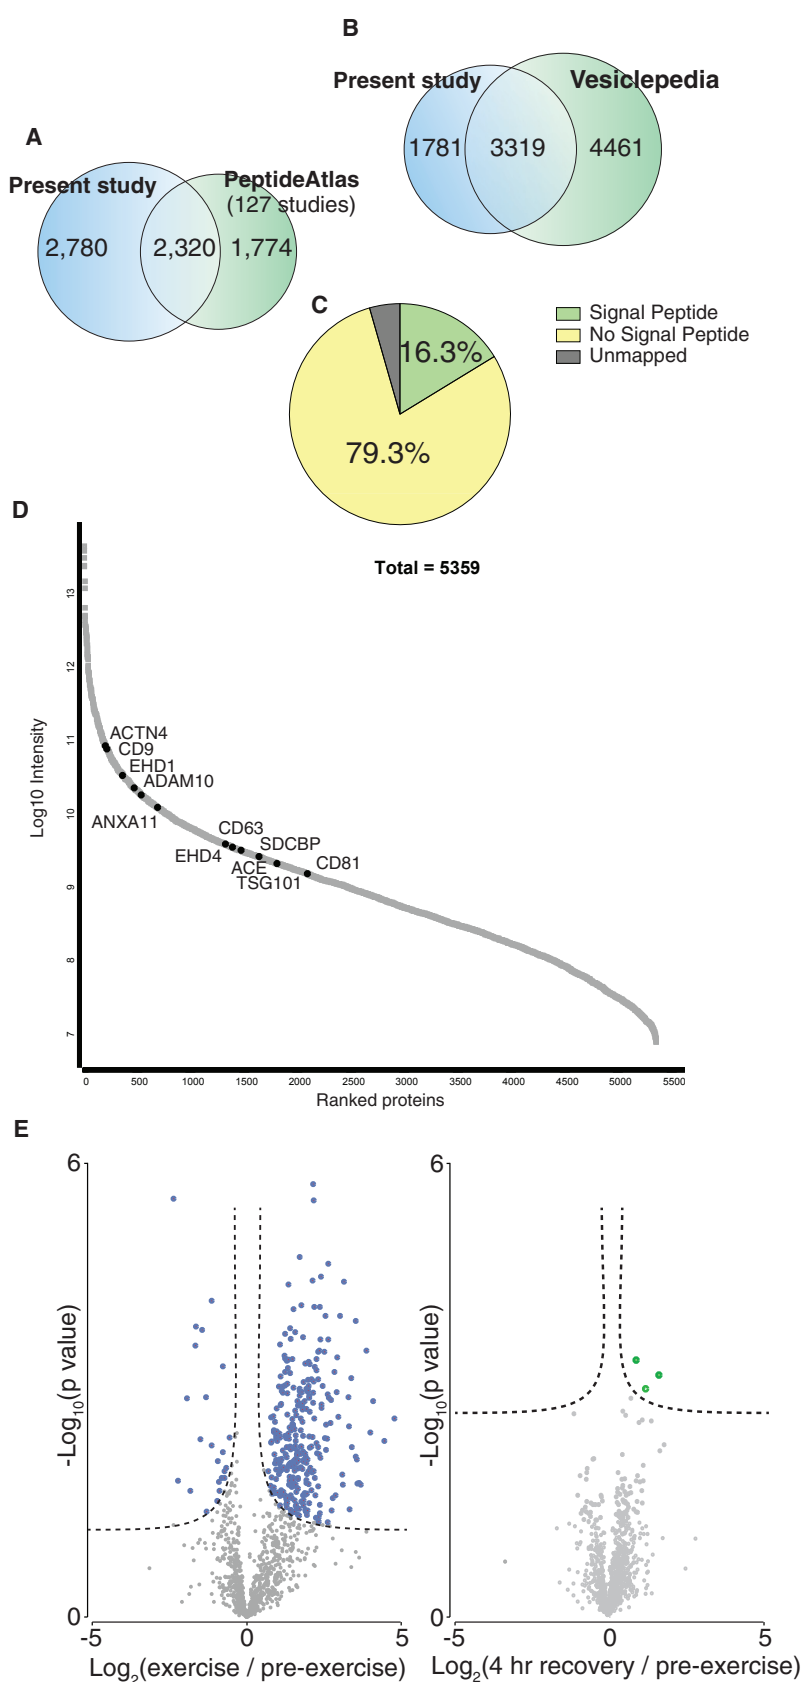 B
Present study
Vesiclepedia
1781
3319
4461
A
Present study
PeptideAtlas
(127 studies)
2,780
2,320
1,774
C
16.3%
79.3%
Signal Peptide
No Signal Peptide
Unmapped
Total = 5359
D
Log10 Intensity
13
12
11
10
9
8
7
ACTN4
CD9
EHD1
ADAM10
ANXA11
CD63
EHD4
SDCBP
ACE
CD81
TSG101
0 500 1000 1500 2000 2500 3000 3500 4000 4500 5000 5500
Ranked proteins
E
6
-Log10(p value)
0
-5 0 5
Log2(exercise / pre-exercise)
6
-Log10(p value)
0
-5 0 5
Log2(4 hr recovery / pre-exercise)